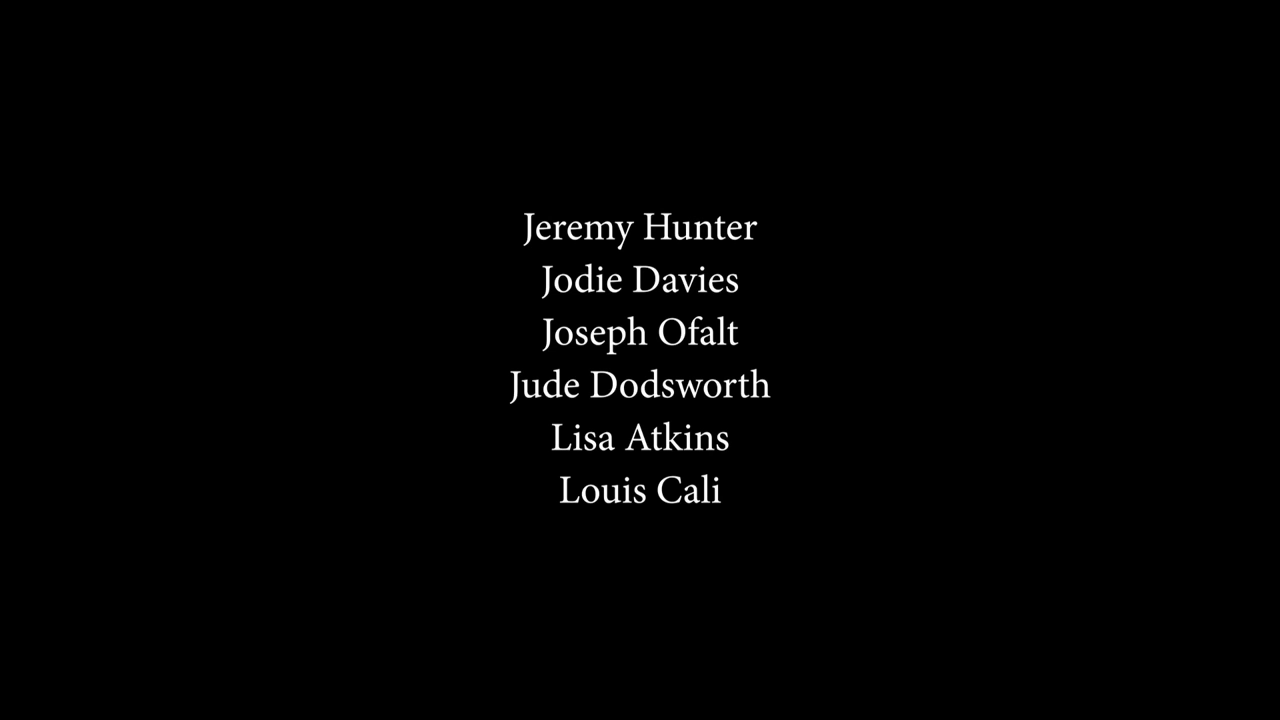 Jeremy Hunter
Jodie Davies
Joseph Ofalt
Jude Dodsworth
Lisa Atkins
Louis Cali